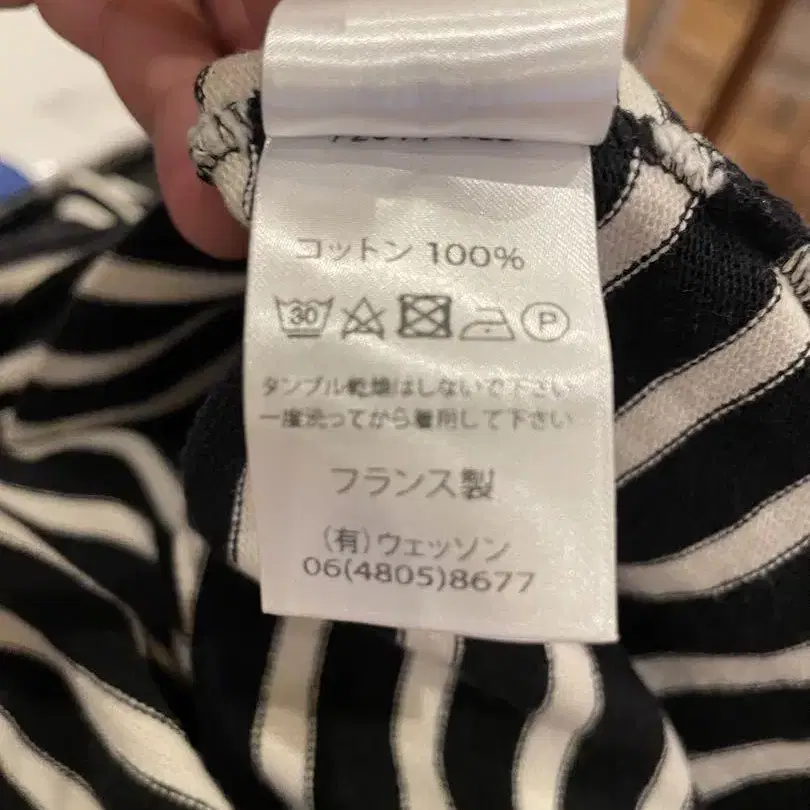 コットン 100%
30 P
タンブル乾燥はしないで下さい
一度洗ってから着用して下さい
フランス製
(有)ウェッソン
06(4805)8677